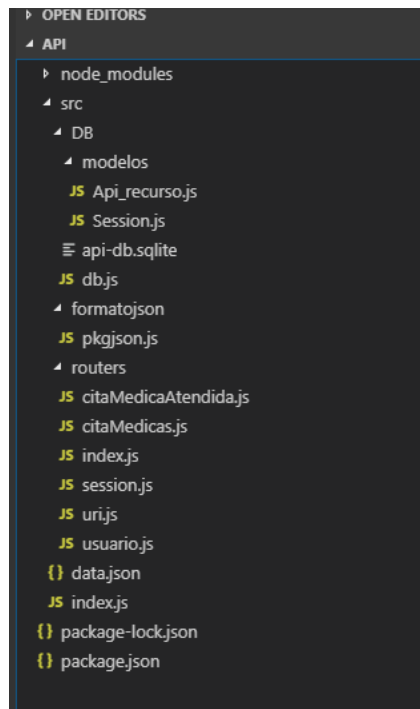 OPEN EDITORS
API
node_modules
src
DB
modelos
JS Api_recurso.js
JS Session.js
api-db.sqlite
JS db.js
formatojson
JS pkgjson.js
routers
JS citaMedicaAtendida.js
JS citaMedicas.js
JS index.js
JS session.js
JS uri.js
JS usuario.js
{} data.json
JS index.js
{} package-lock.json
{} package.json